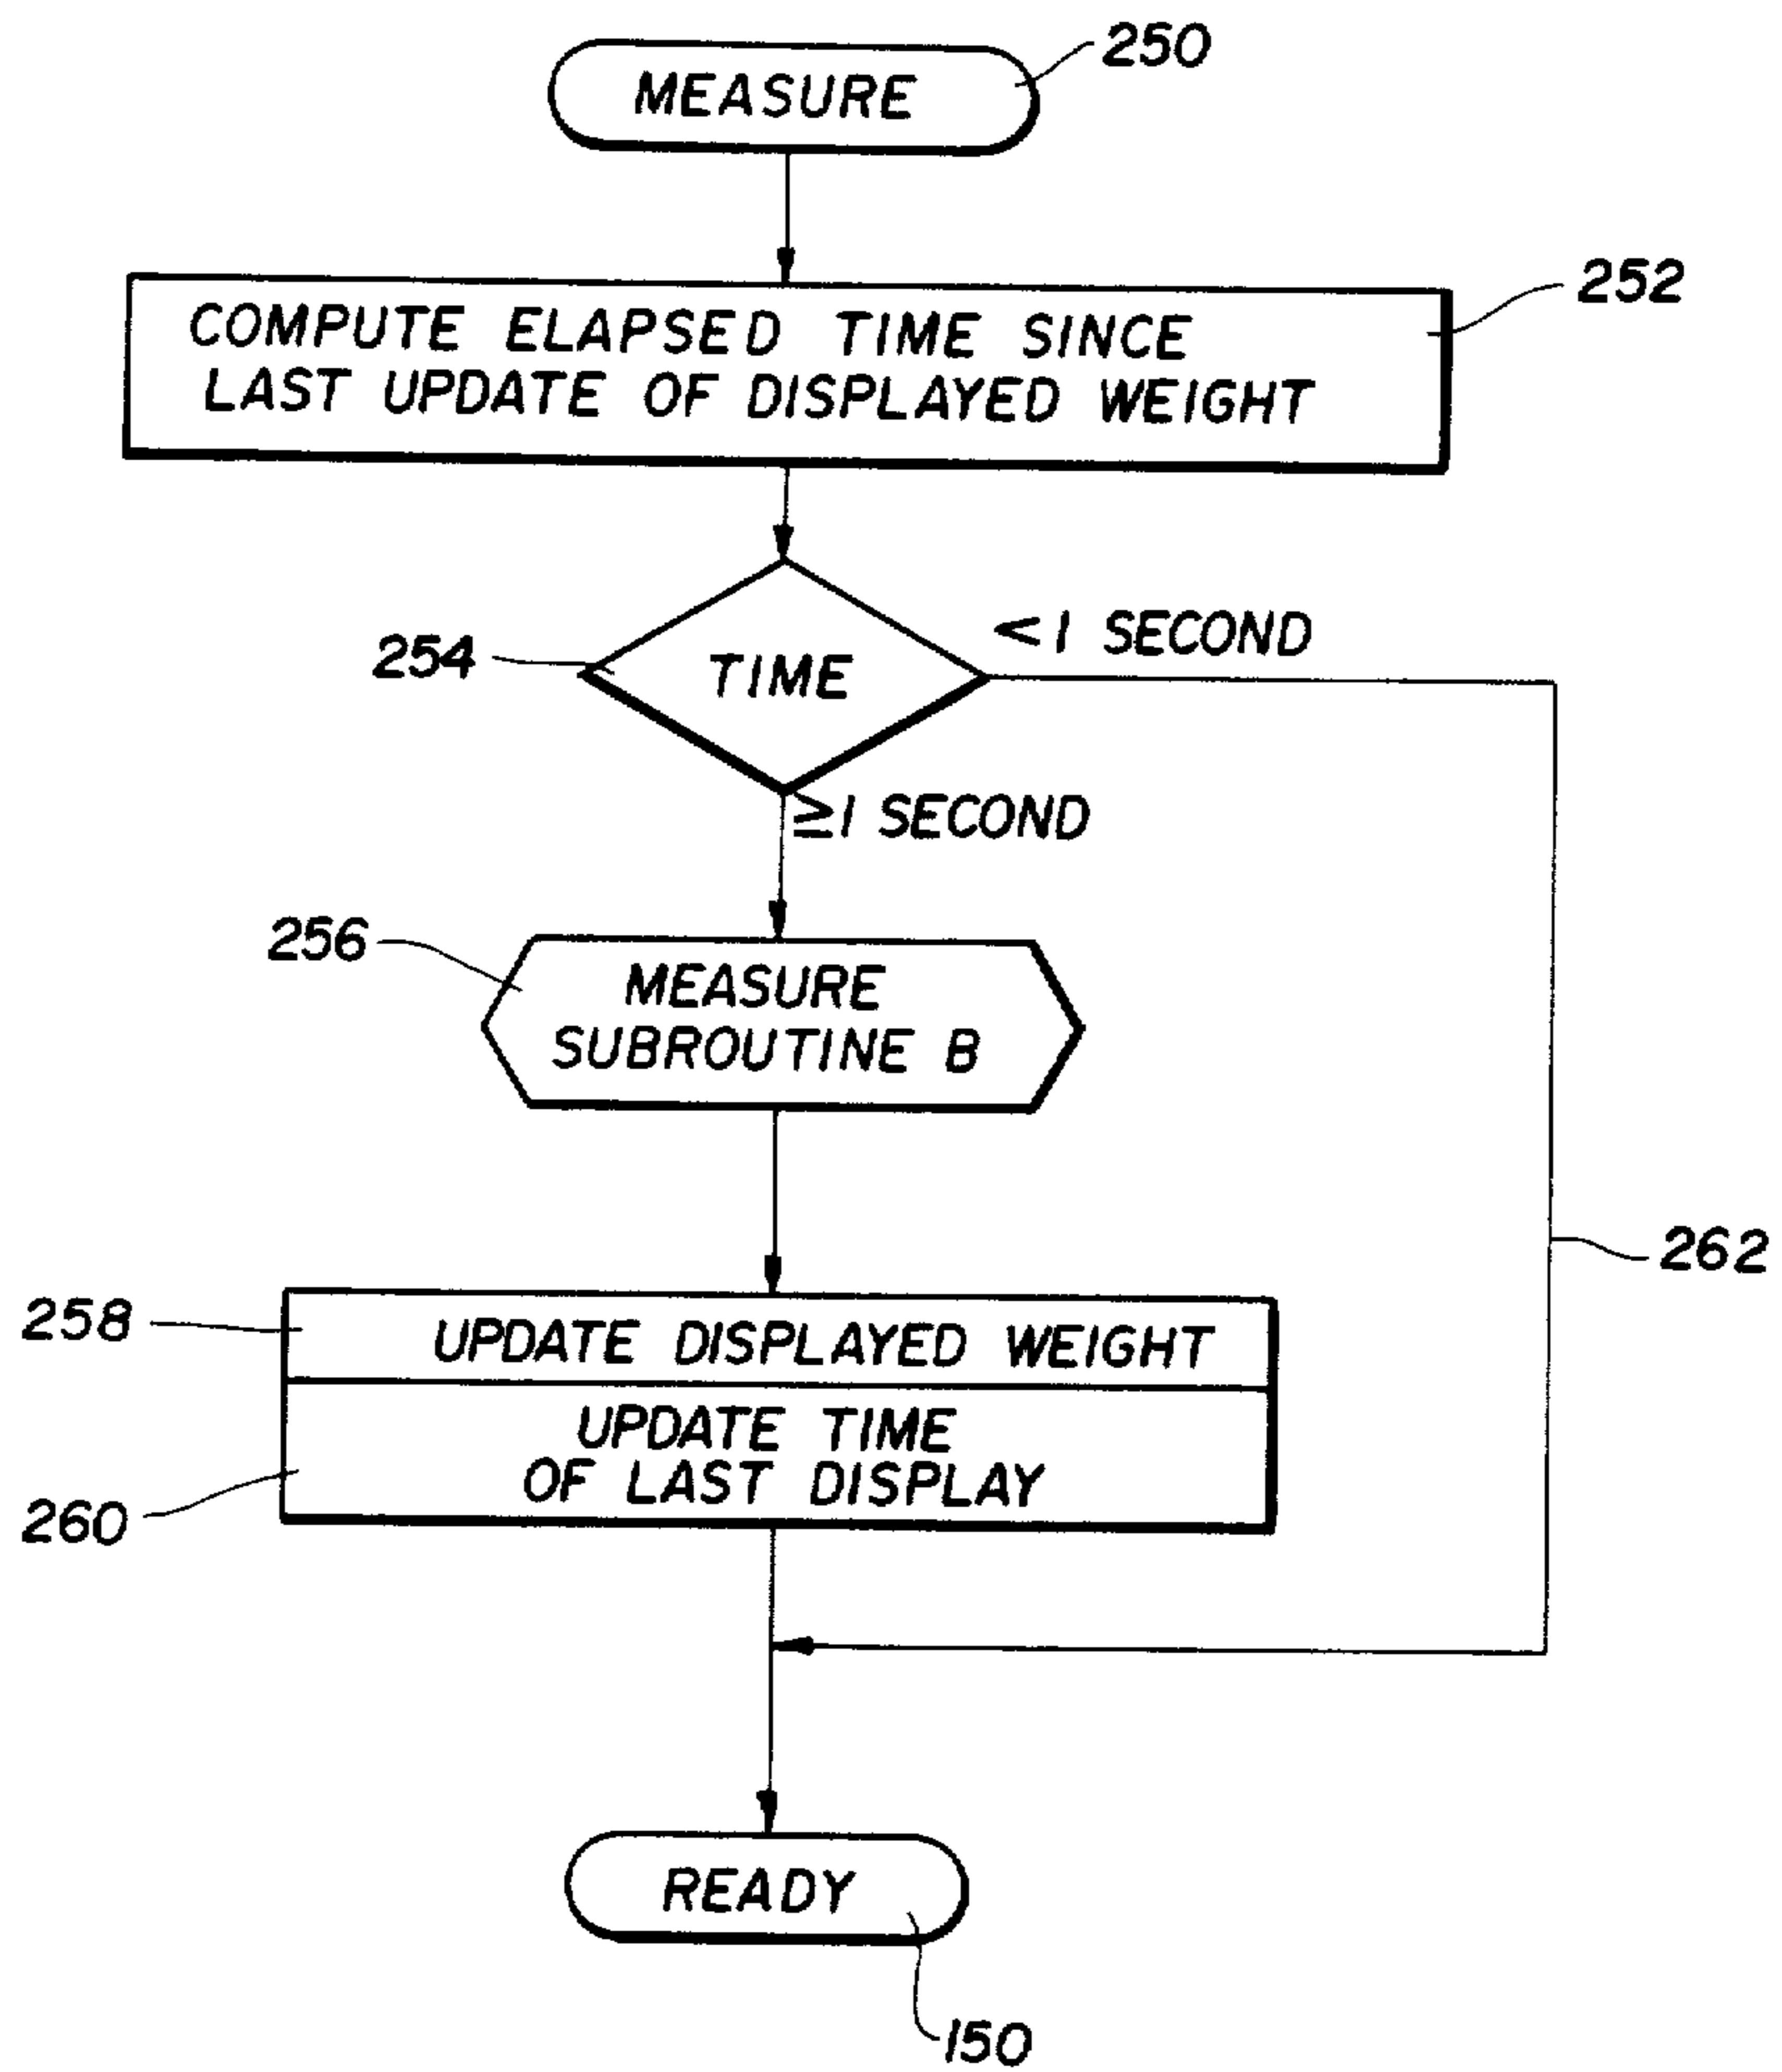 MEASURE
250
COMPUTE ELAPSED TIME SINCE
LAST UPDATE OF DISPLAYED WEIGHT
252
TIME
254
<1 SECOND
≥1 SECOND
256
MEASURE
SUBROUTINE B
262
258
UPDATE DISPLAYED WEIGHT
UPDATE TIME
OF LAST DISPLAY
260
READY
150